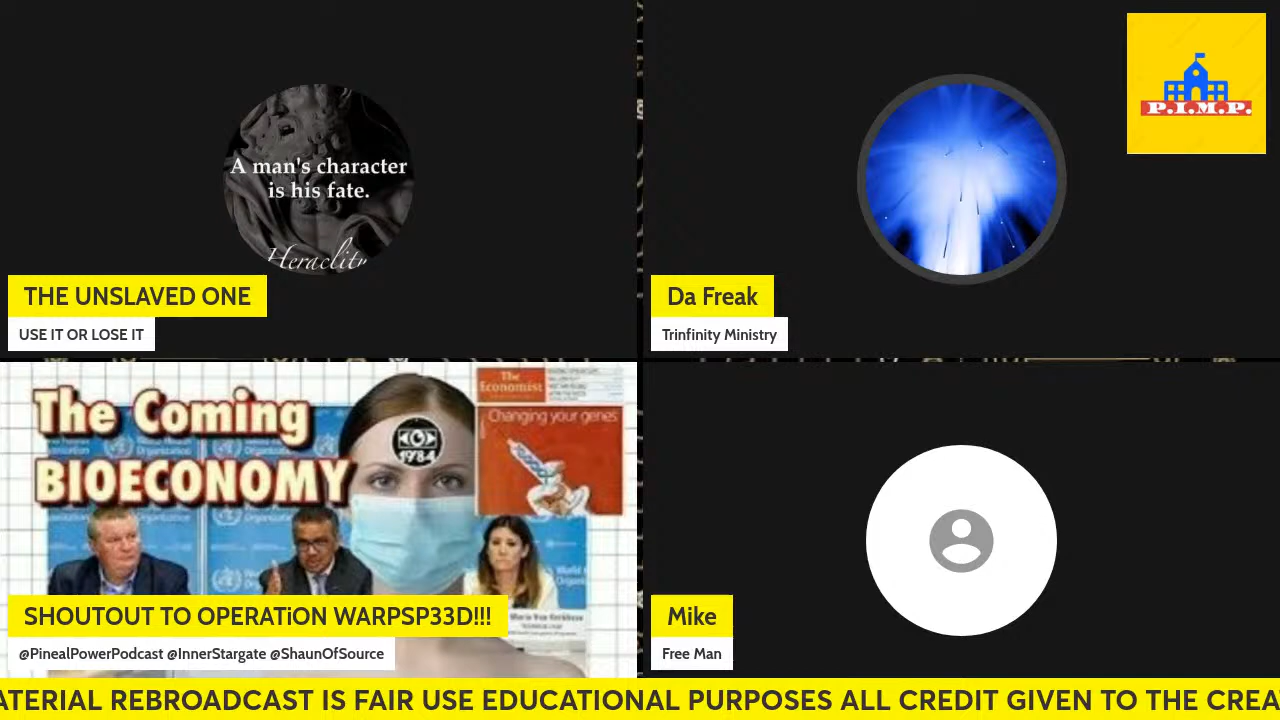 A man's character
is his fate.
THE UNSLAVED ONE
USE IT OR LOSE IT
P.I.M.P.
Da Freak
Trinfinity Ministry
The Coming
BIOECONOMY
1984
The
Economist
Changing your genes
SHOUTOUT TO OPERATiON WARPSP33D!!!
@PinealPowerPodcast @InnerStargate @ShaunOfSource
Mike
Free Man
ATERIAL REBROADCAST IS FAIR USE EDUCATIONAL PURPOSES ALL CREDIT GIVEN TO THE CREA